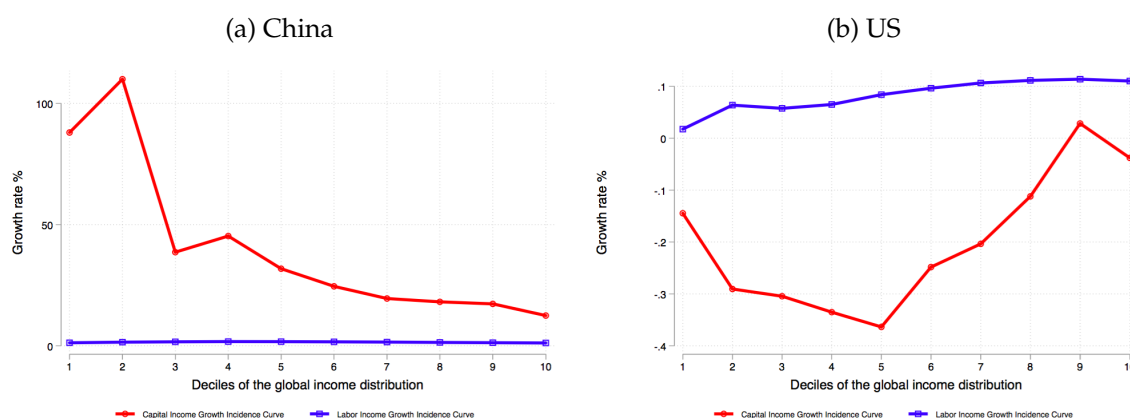 (a) China
Growth rate %
100
50
0
1 2 3 4 5 6 7 8 9 10
Deciles of the global income distribution
Capital Income Growth Incidence Curve
Labor Income Growth Incidence Curve
(b) US
Growth rate %
.1
0
-.1
-.2
-.3
-.4
1 2 3 4 5 6 7 8 9 10
Deciles of the global income distribution
Capital Income Growth Incidence Curve
Labor Income Growth Incidence Curve